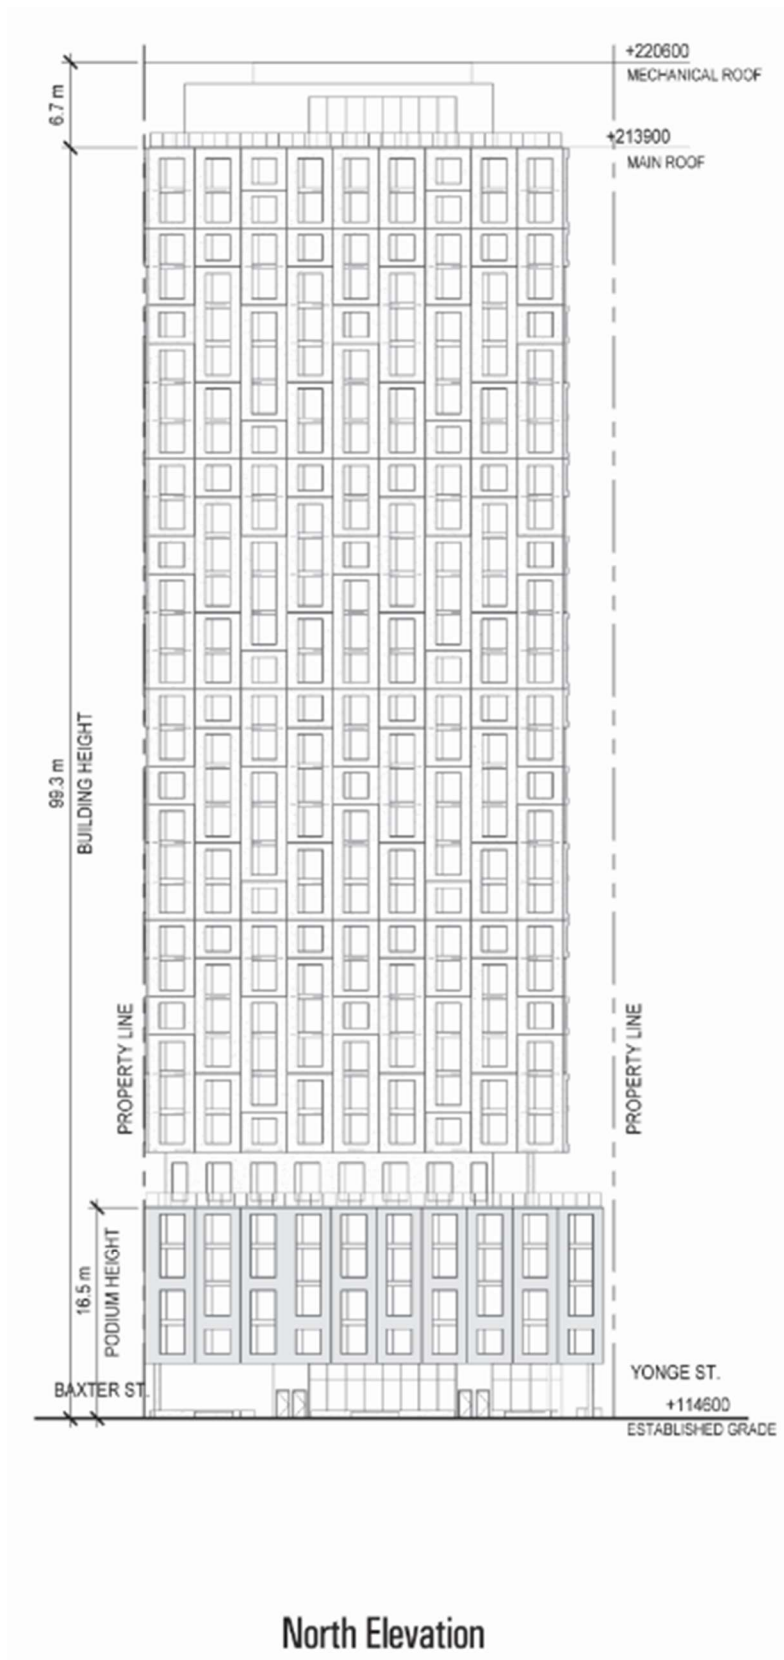 +220600
MECHANICAL ROOF
6.7 m
+213900
MAIN ROOF
99.3 m
BUILDING HEIGHT
PROPERTY LINE
PROPERTY LINE
16.5 m
PODIUM HEIGHT
YONGE ST.
BAXTER ST.
+114600
ESTABLISHED GRADE
North Elevation